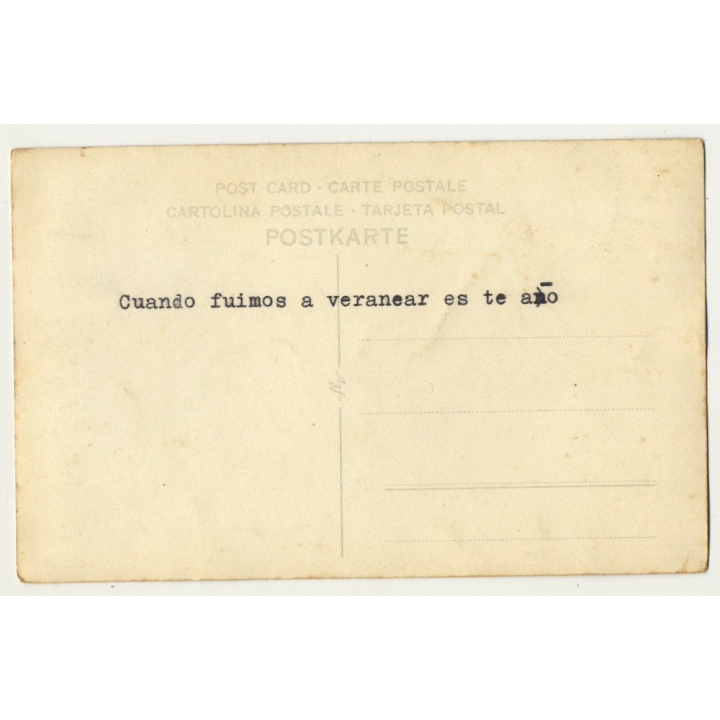 POST CARD · CARTE POSTALE
CARTOLINA POSTALE · TARJETA POSTAL
POSTKARTE
Cuando fuimos a veranear es te año